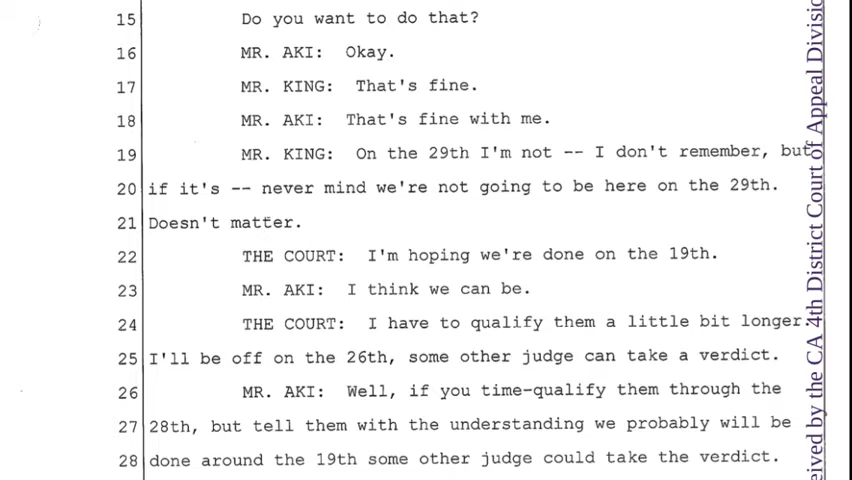 15 Do you want to do that?
16 MR. AKI: Okay.
17 MR. KING: That's fine.
18 MR. AKI: That's fine with me.
19 MR. KING: On the 29th I'm not -- I don't remember, but
20 if it's -- never mind we're not going to be here on the 29th.
21 Doesn't matter.
22 THE COURT: I'm hoping we're done on the 19th.
23 MR. AKI: I think we can be.
24 THE COURT: I have to qualify them a little bit longer.
25 I'll be off on the 26th, some other judge can take a verdict.
26 MR. AKI: Well, if you time-qualify them through the
27 28th, but tell them with the understanding we probably will be
28 done around the 19th some other judge could take the verdict.
eived by the CA 4th District Court of Appeal Divisio